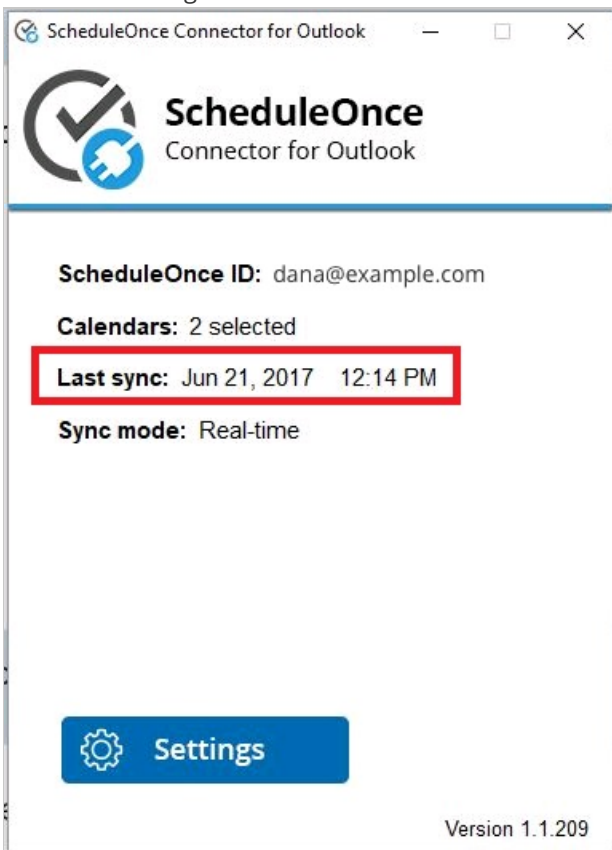 ScheduleOnce Connector for Outlook
ScheduleOnce
Connector for Outlook
ScheduleOnce ID: dana@example.com
Calendars: 2 selected
Last sync: Jun 21, 2017 12:14 PM
Sync mode: Real-time
Settings
Version 1.1.209